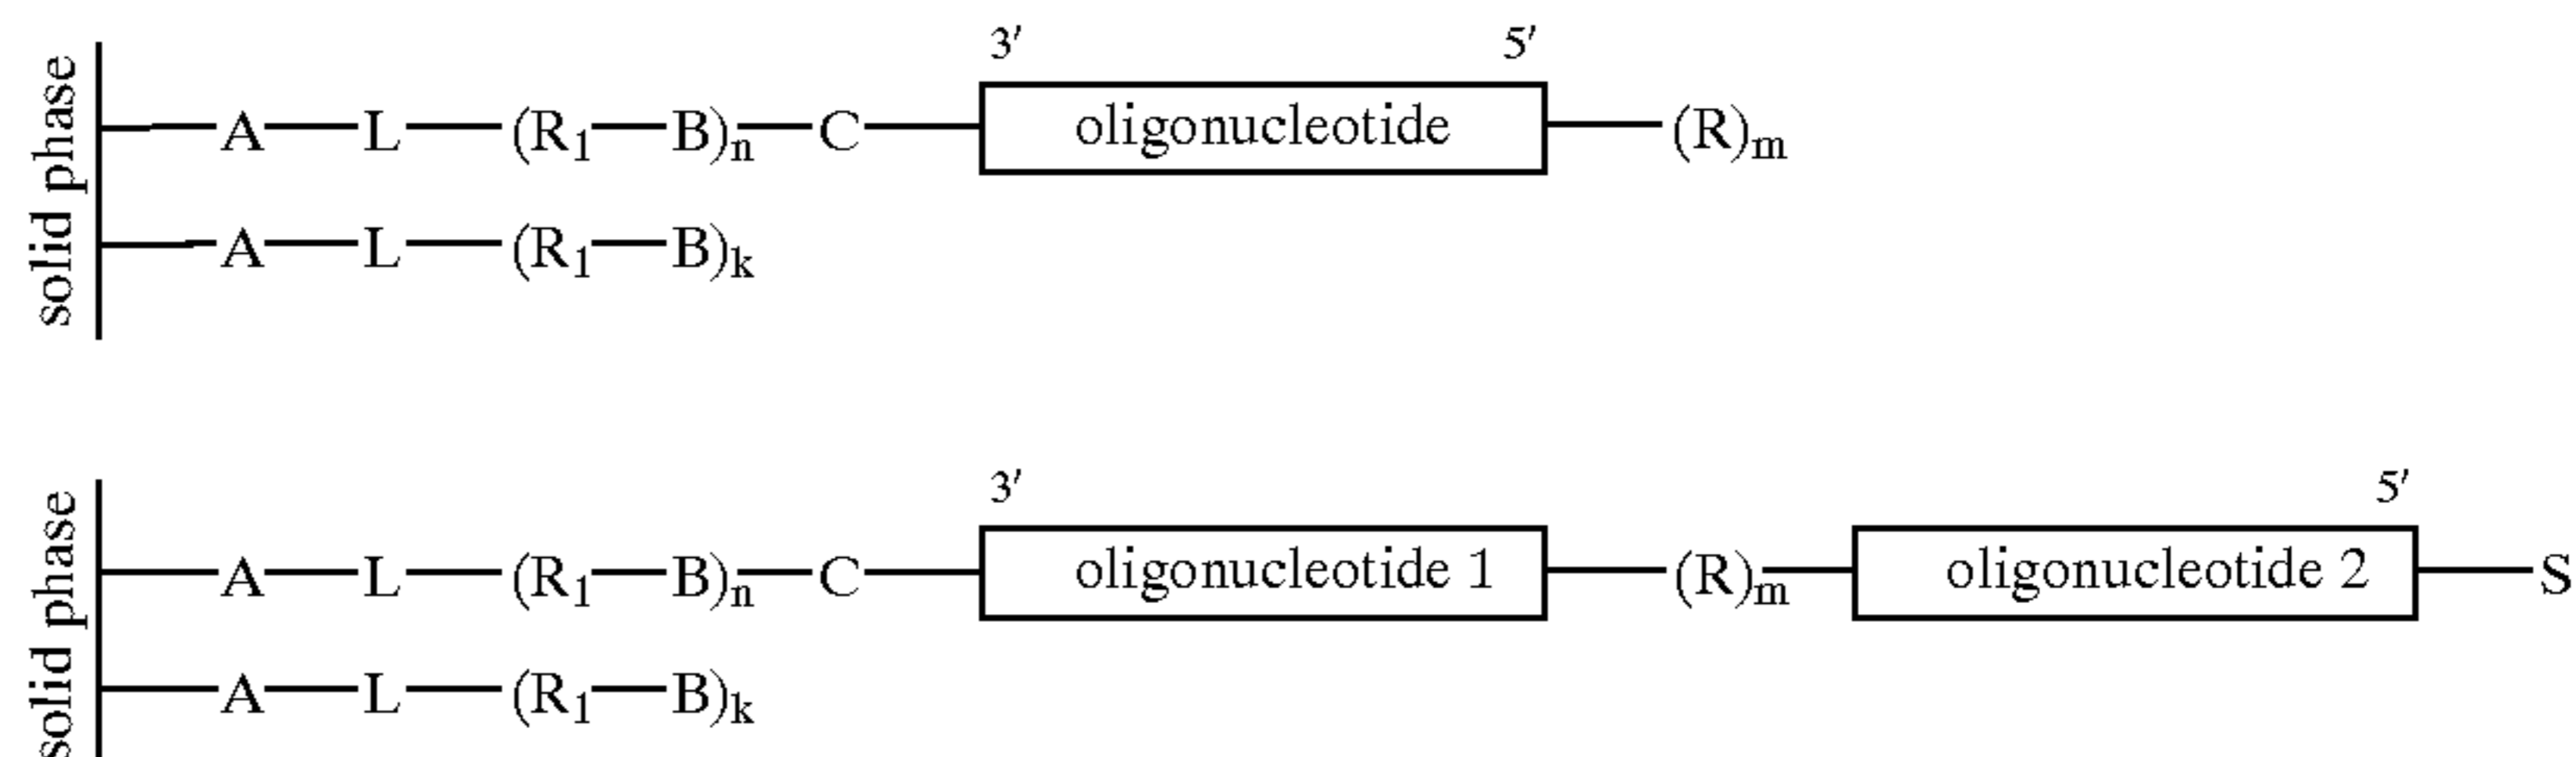 3′ 5′
solid phase
A—L—(R₁—B)ₙ—C—oligonucleotide—(R)ₘ
A—L—(R₁—B)ₖ
3′ 5′
solid phase
A—L—(R₁—B)ₙ—C—oligonucleotide 1—(R)ₘ—oligonucleotide 2—S
A—L—(R₁—B)ₖ